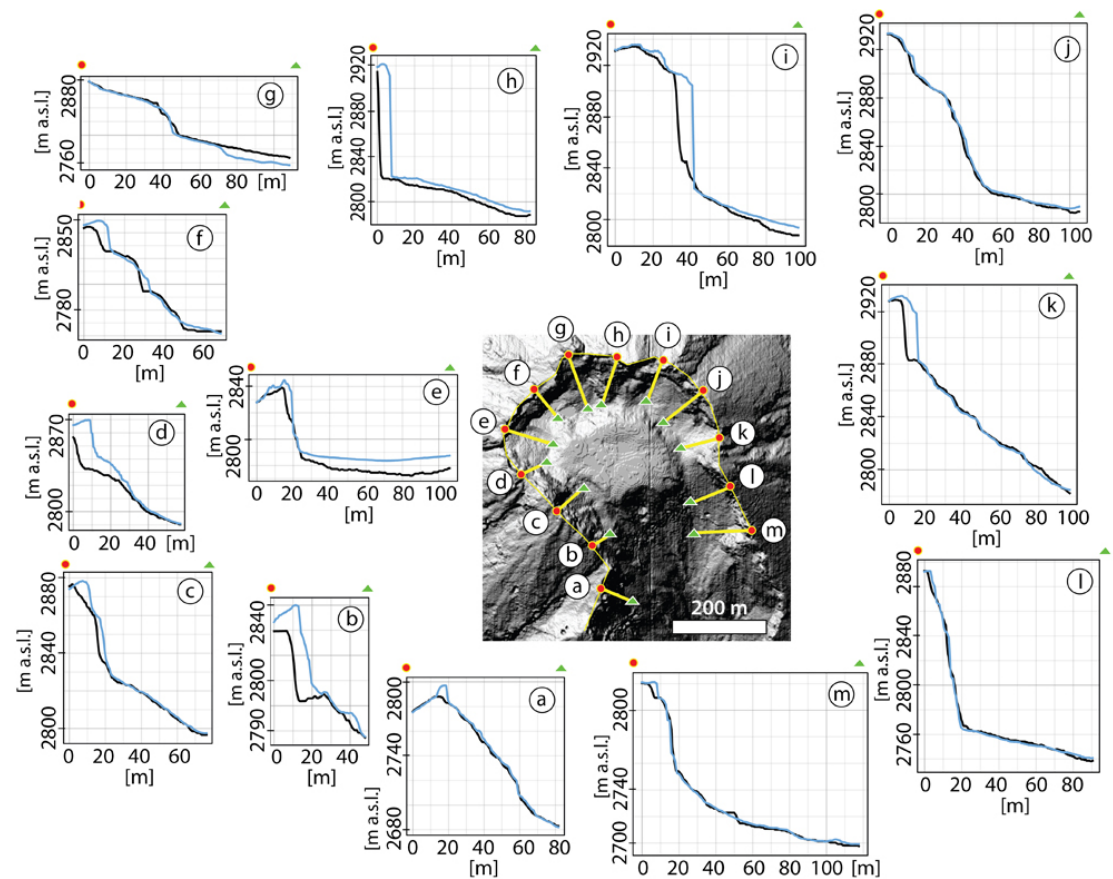 g
[m a.s.l.]
2880
2760
0 20 40 60 80 [m]
h
[m a.s.l.]
2920
2840
2800
0 20 40 60 80
[m]
i
[m a.s.l.]
2920
2880
2840
2800
0 20 40 60 80 100
[m]
j
[m a.s.l.]
2920
2880
2840
2800
0 20 40 60 80 100
[m]
f
[m a.s.l.]
2850
2780
0 20 40 60
[m]
k
[m a.s.l.]
2920
2880
2840
2800
0 20 40 60 80 100
[m]
e
[m a.s.l.]
2840
2800
0 20 40 60 80 100
[m]
d
[m a.s.l.]
2870
2800
0 20 40 [m]
g
h
i
f
j
e
k
d
l
c
m
b
a
200 m
c
[m a.s.l.]
2880
2840
2800
0 20 40 60
[m]
b
[m a.s.l.]
2840
2800
2790
0 20 40
[m]
a
[m a.s.l.]
2800
2740
2680
0 20 40 60 80
[m]
m
[m a.s.l.]
2800
2740
2700
0 20 40 60 80 100 [m]
l
[m a.s.l.]
2880
2840
2800
2760
0 20 40 60 80
[m]